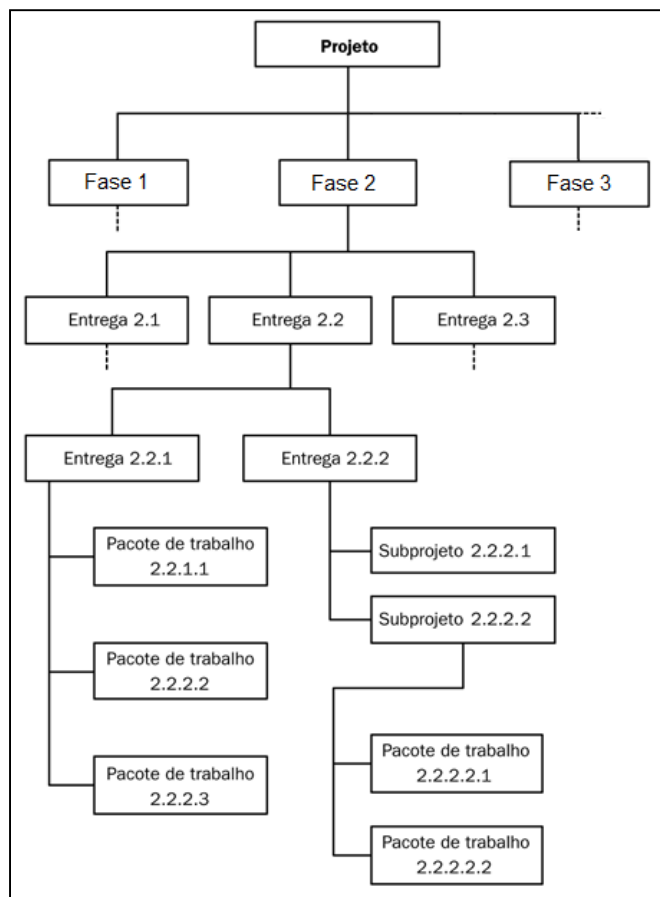 Projeto
Fase 1
Fase 2
Fase 3
Entrega 2.1
Entrega 2.2
Entrega 2.3
Entrega 2.2.1
Entrega 2.2.2
Pacote de trabalho
2.2.1.1
Pacote de trabalho
2.2.2.2
Pacote de trabalho
2.2.2.3
Subprojeto 2.2.2.1
Subprojeto 2.2.2.2
Pacote de trabalho
2.2.2.2.1
Pacote de trabalho
2.2.2.2.2